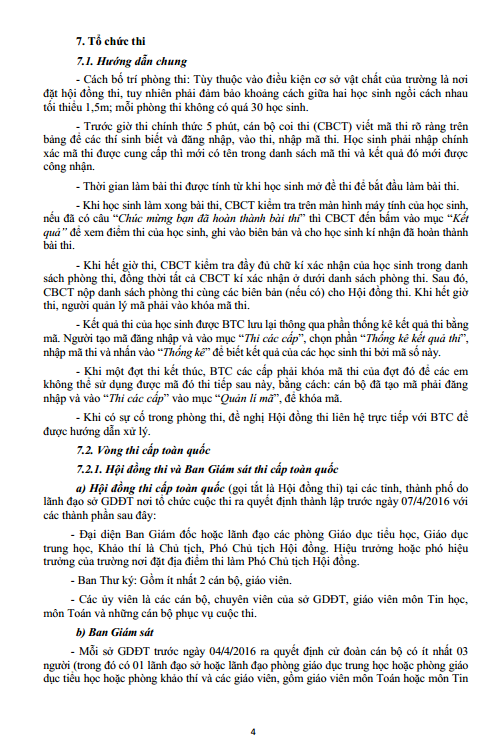 7. Tổ chức thi
7.1. Hướng dẫn chung
- Cách bố trí phòng thi: Tùy thuộc vào điều kiện cơ sở vật chất của trường là nơi
đặt hội đồng thi, tuy nhiên phải đảm bảo khoảng cách giữa hai học sinh ngồi cách nhau
tối thiểu 1,5m; mỗi phòng thi không có quá 30 học sinh.
- Trước giờ thi chính thức 5 phút, cán bộ coi thi (CBCT) viết mã thi rõ ràng trên
bảng để các thí sinh biết và đăng nhập, vào thi, nhập mã thi. Học sinh phải nhập chính
xác mã thi được cung cấp thì mới có tên trong danh sách mã thi và kết quả đó mới được
công nhận.
- Thời gian làm bài thi được tính từ khi học sinh mở đề thi để bắt đầu làm bài thi.
- Khi học sinh làm xong bài thi, CBCT kiểm tra trên màn hình máy tính của học sinh,
nếu đã có câu “Chúc mừng bạn đã hoàn thành bài thi” thì CBCT đến bấm vào mục “Kết
quả” để xem điểm thi của học sinh, ghi vào biên bản và cho học sinh kí nhận đã hoàn thành
bài thi.
- Khi hết giờ thi, CBCT kiểm tra đầy đủ chữ kí xác nhận của học sinh trong danh
sách phòng thi, đồng thời tất cả CBCT kí xác nhận ở dưới danh sách phòng thi. Sau đó,
CBCT nộp danh sách phòng thi cùng các biên bản (nếu có) cho Hội đồng thi. Khi hết giờ
thi, người quản lý mã phải vào khóa mã thi.
- Kết quả thi của học sinh được BTC lưu lại thông qua phần thống kê kết quả thi bằng
mã. Người tạo mã đăng nhập và vào mục “Thi các cấp”, chọn phần “Thống kê kết quả thi”,
nhập mã thi và nhấn vào “Thống kê” để biết kết quả của các học sinh thi bởi mã số này.
- Khi một đợt thi kết thúc, BTC các cấp phải khóa mã thi của đợt đó để các em
không thể sử dụng được mã đó thi tiếp sau này, bằng cách: cán bộ đã tạo mã phải đăng
nhập và vào “Thi các cấp” vào mục “Quản lí mã”, để khóa mã.
- Khi có sự cố trong phòng thi, đề nghị Hội đồng thi liên hệ trực tiếp với BTC để
được hướng dẫn xử lý.
7.2. Vòng thi cấp toàn quốc
7.2.1. Hội đồng thi và Ban Giám sát thi cấp toàn quốc
a) Hội đồng thi cấp toàn quốc (gọi tắt là Hội đồng thi) tại các tỉnh, thành phố do
lãnh đạo sở GDĐT nơi tổ chức cuộc thi ra quyết định thành lập trước ngày 07/4/2016 với
các thành phần sau đây:
- Đại diện Ban Giám đốc hoặc lãnh đạo các phòng Giáo dục tiểu học, Giáo dục
trung học, Khảo thí là Chủ tịch, Phó Chủ tịch Hội đồng. Hiệu trưởng hoặc phó hiệu
trưởng của trường nơi đặt địa điểm thi làm Phó Chủ tịch Hội đồng.
- Ban Thư ký: Gồm ít nhất 2 cán bộ, giáo viên.
- Các ủy viên là các cán bộ, chuyên viên của sở GDĐT, giáo viên môn Tin học,
môn Toán và những cán bộ phục vụ cuộc thi.
b) Ban Giám sát
- Mỗi sở GDĐT trước ngày 04/4/2016 ra quyết định cử đoàn cán bộ có ít nhất 03
người (trong đó có 01 lãnh đạo sở hoặc lãnh đạo phòng giáo dục trung học hoặc phòng giáo
dục tiểu học hoặc phòng khảo thí và các giáo viên, gồm giáo viên môn Toán hoặc môn Tin
4